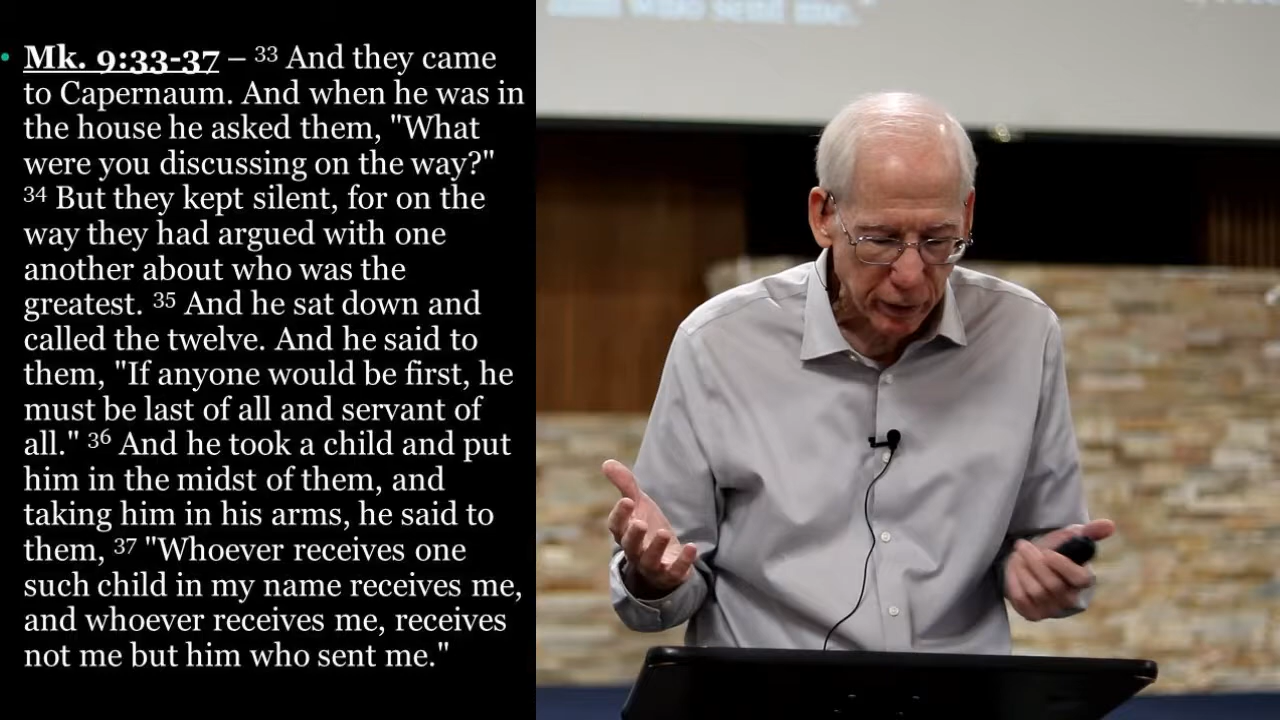 him who sent me."
• Mk. 9:33-37 – 33 And they came
to Capernaum. And when he was in
the house he asked them, "What
were you discussing on the way?"
34 But they kept silent, for on the
way they had argued with one
another about who was the
greatest. 35 And he sat down and
called the twelve. And he said to
them, "If anyone would be first, he
must be last of all and servant of
all." 36 And he took a child and put
him in the midst of them, and
taking him in his arms, he said to
them, 37 "Whoever receives one
such child in my name receives me,
and whoever receives me, receives
not me but him who sent me."